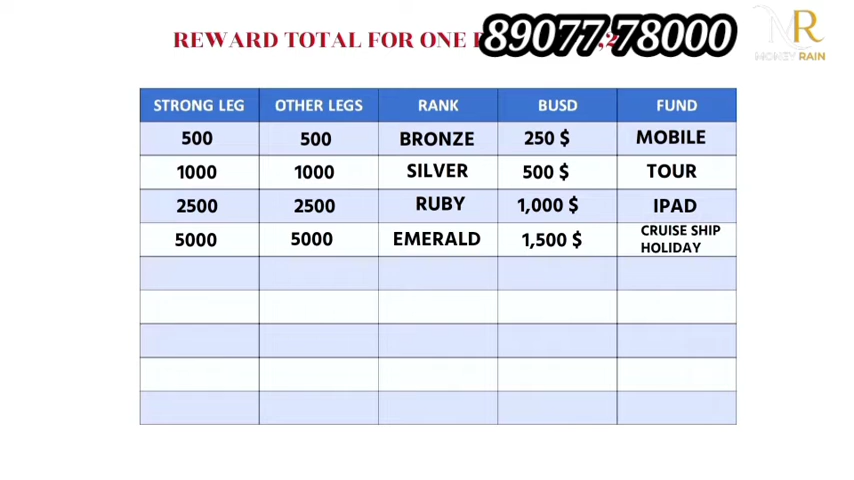 REWARD TOTAL FOR ONE
89077 78000
MR
MONEY RAIN
STRONG LEG OTHER LEGS RANK BUSD FUND
500 500 BRONZE 250 $ MOBILE
1000 1000 SILVER 500 $ TOUR
2500 2500 RUBY 1,000 $ IPAD
5000 5000 EMERALD 1,500 $ CRUISE SHIP
HOLIDAY